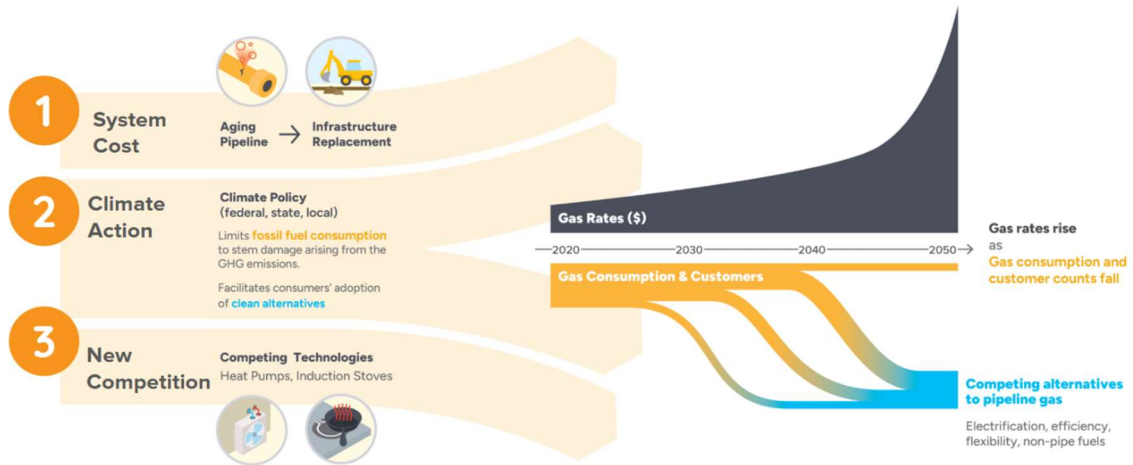 1
System
Cost
Aging
Pipeline
Infrastructure
Replacement
2
Climate
Action
Climate Policy
(federal, state, local)
Limits fossil fuel consumption
to stem damage arising from the
GHG emissions.
Facilitates consumers' adoption
of clean alternatives
3
New
Competition
Competing Technologies
Heat Pumps, Induction Stoves
Gas Rates ($)
2020
2030
2040
2050
Gas Consumption & Customers
Gas rates rise
as
Gas consumption and
customer counts fall
Competing alternatives
to pipeline gas
Electrification, efficiency,
flexibility, non-pipe fuels